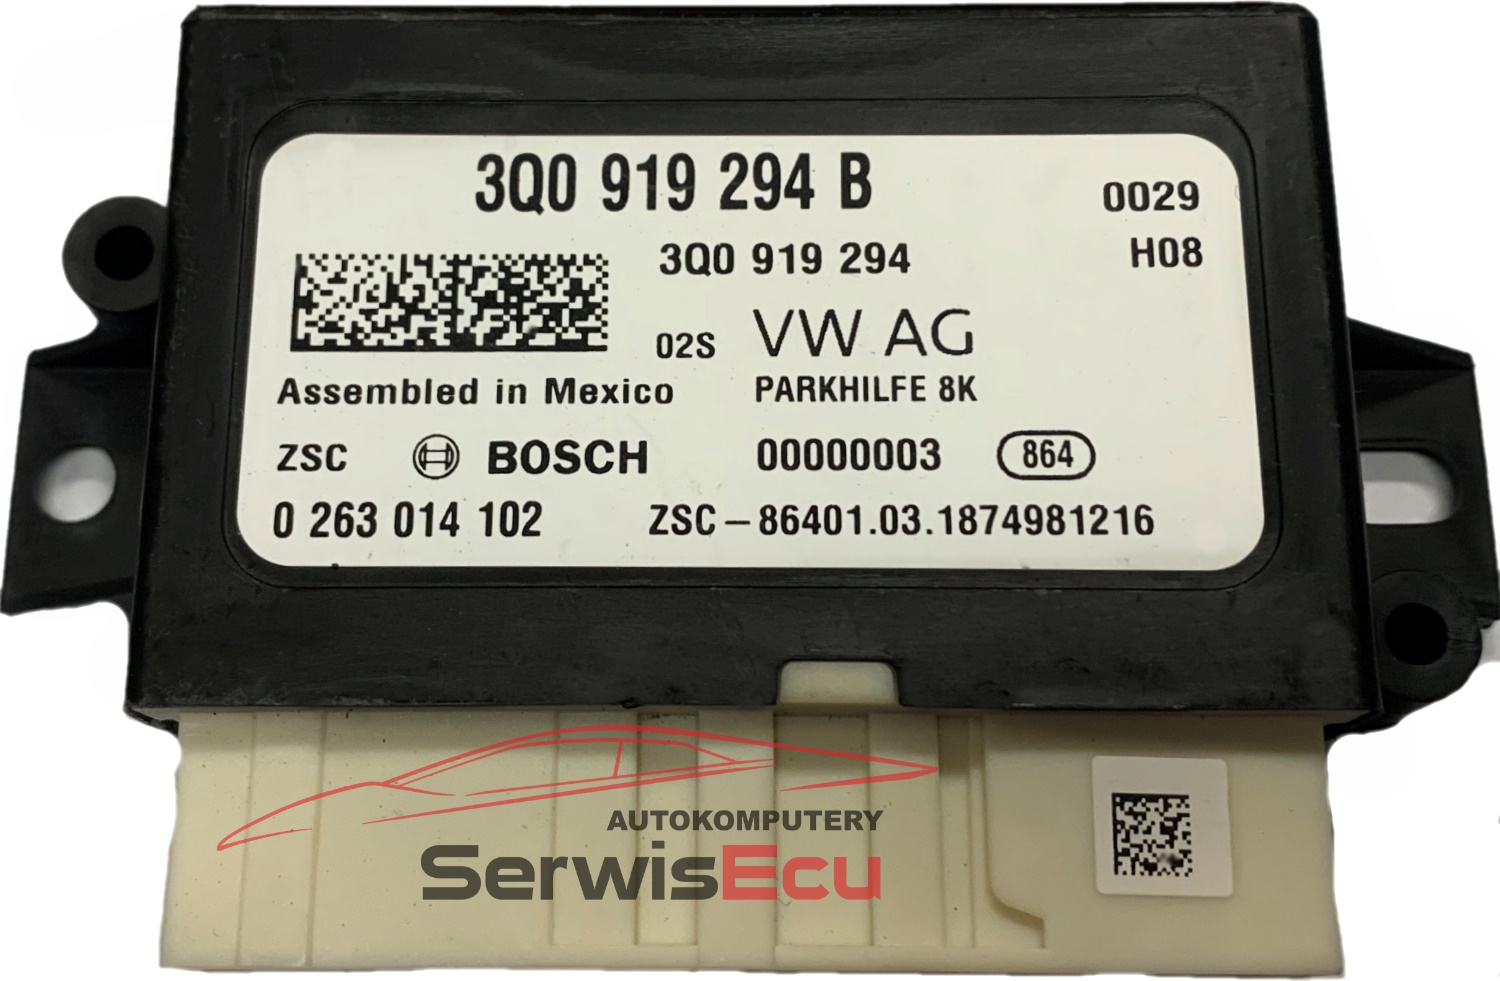 3Q0 919 294 B
0029
3Q0 919 294
H08
02S VW AG
Assembled in Mexico
PARKHILFE 8K
ZSC BOSCH
00000003 864
0 263 014 102
ZSC-86401.03.1874981216
AUTOKOMPUTERY
SerwisEcu